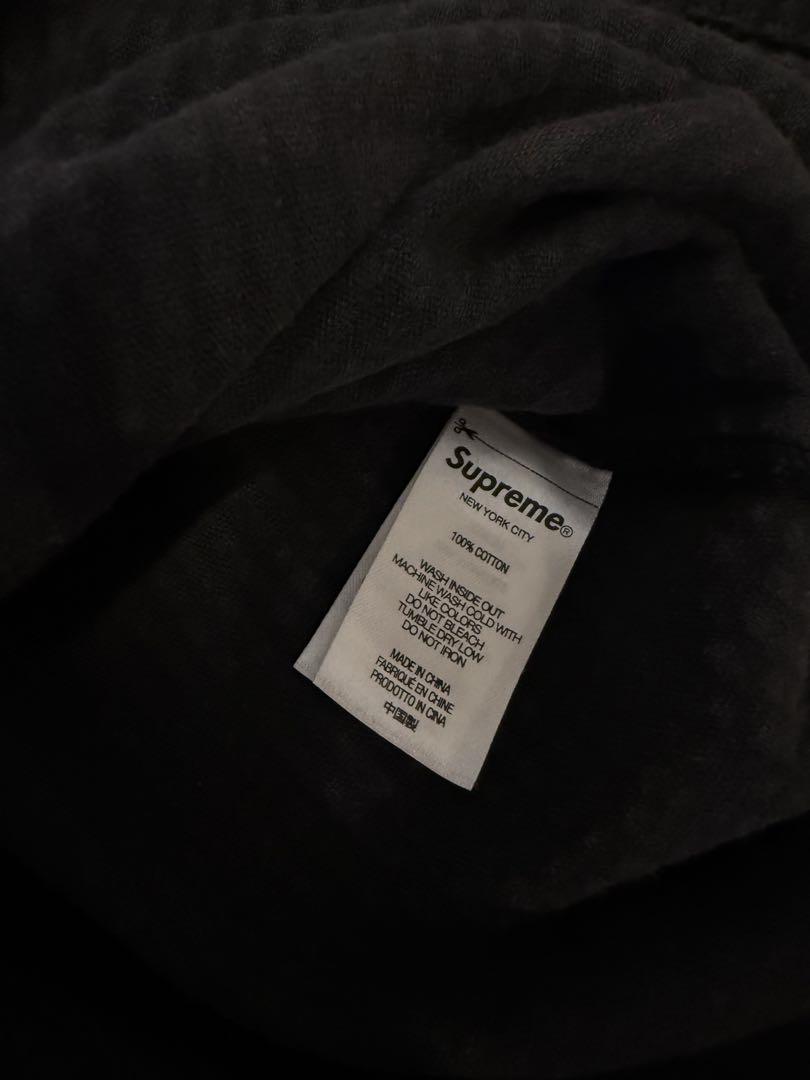 Supreme®
NEW YORK CITY
100% COTTON
WASH INSIDE OUT
MACHINE WASH COLD WITH
LIKE COLORS
DO NOT BLEACH
TUMBLE DRY LOW
DO NOT IRON
MADE IN CHINA
FABRIQUÉ EN CHINE
PRODOTTO IN CINA
中国製